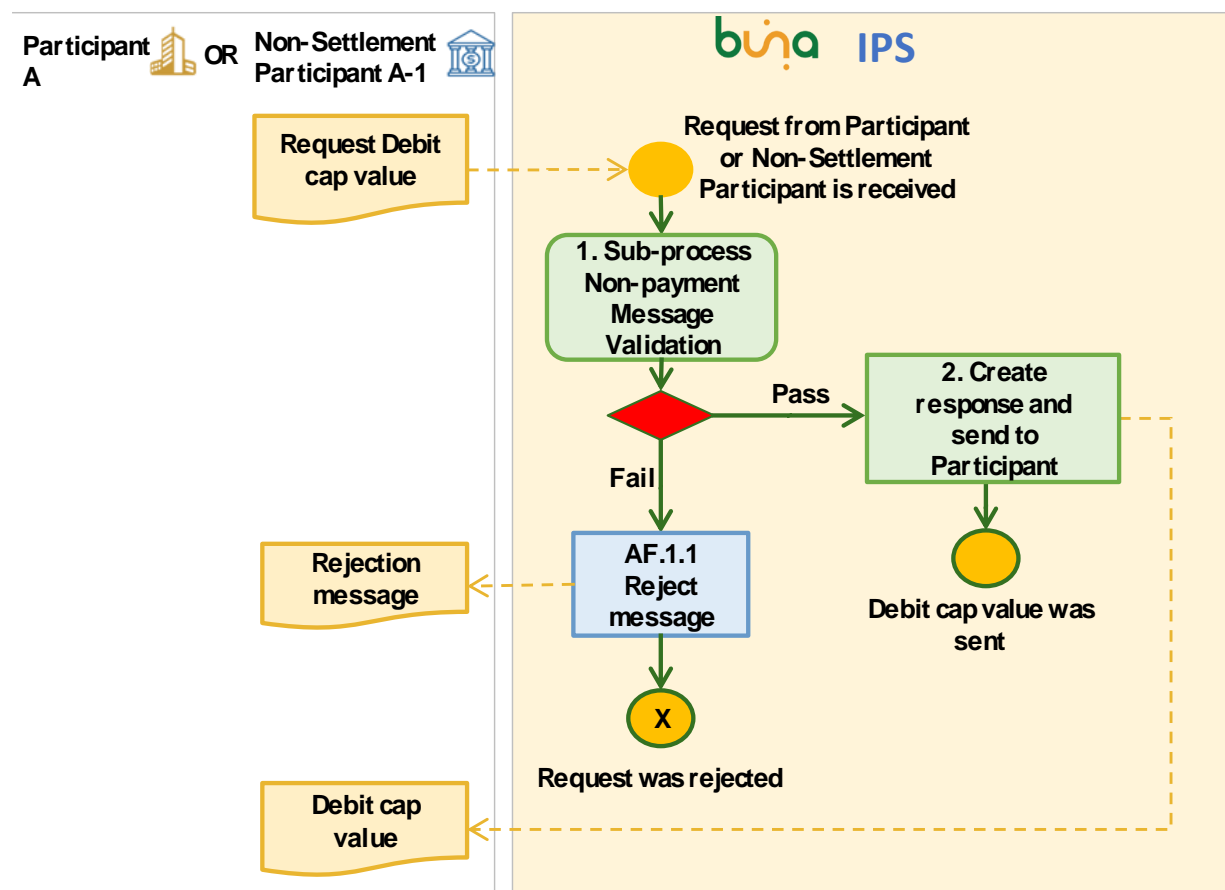 Participant
A
OR
Non-Settlement
Participant A-1
buna
IPS
Request Debit
cap value
Request from Participant
or Non-Settlement
Participant is received
1. Sub-process
Non-payment
Message
Validation
Pass
2. Create
response and
send to
Participant
Fail
Rejection
message
AF.1.1
Reject
message
Debit cap value was
sent
X
Request was rejected
Debit cap
value